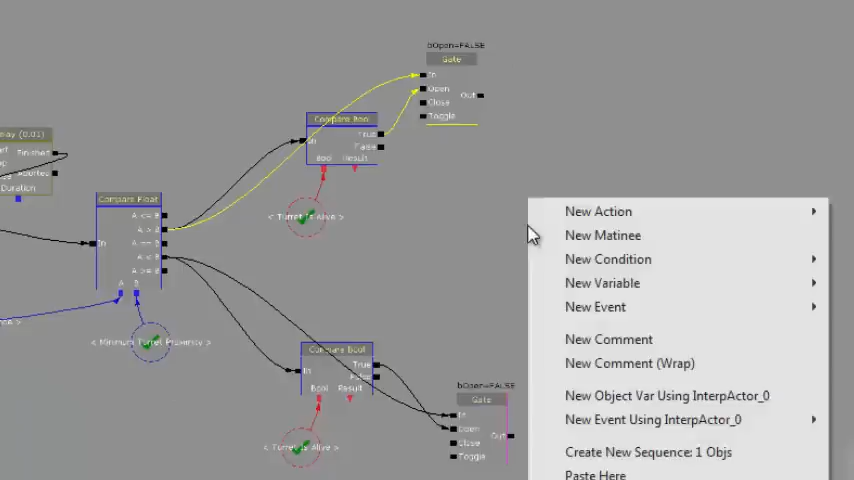 bOpen=FALSE
Gate
In
Open
Out
Close
Toggle
Compare Bool
In
True
False
Bool Result
< Turret Is Alive >
(0.01)
Finished
Aborted
Duration
Compare Float
In
A B
< Minimum Turret Proximity >
New Action
New Matinee
New Condition
New Variable
New Event
New Comment
New Comment (Wrap)
New Object Var Using InterpActor_0
New Event Using InterpActor_0
Create New Sequence: 1 Objs
Paste Here
Compare Bool
In
True
False
Bool Result
< Turret Is Alive >
bOpen=FALSE
Gate
In
Open
Out
Close
Toggle